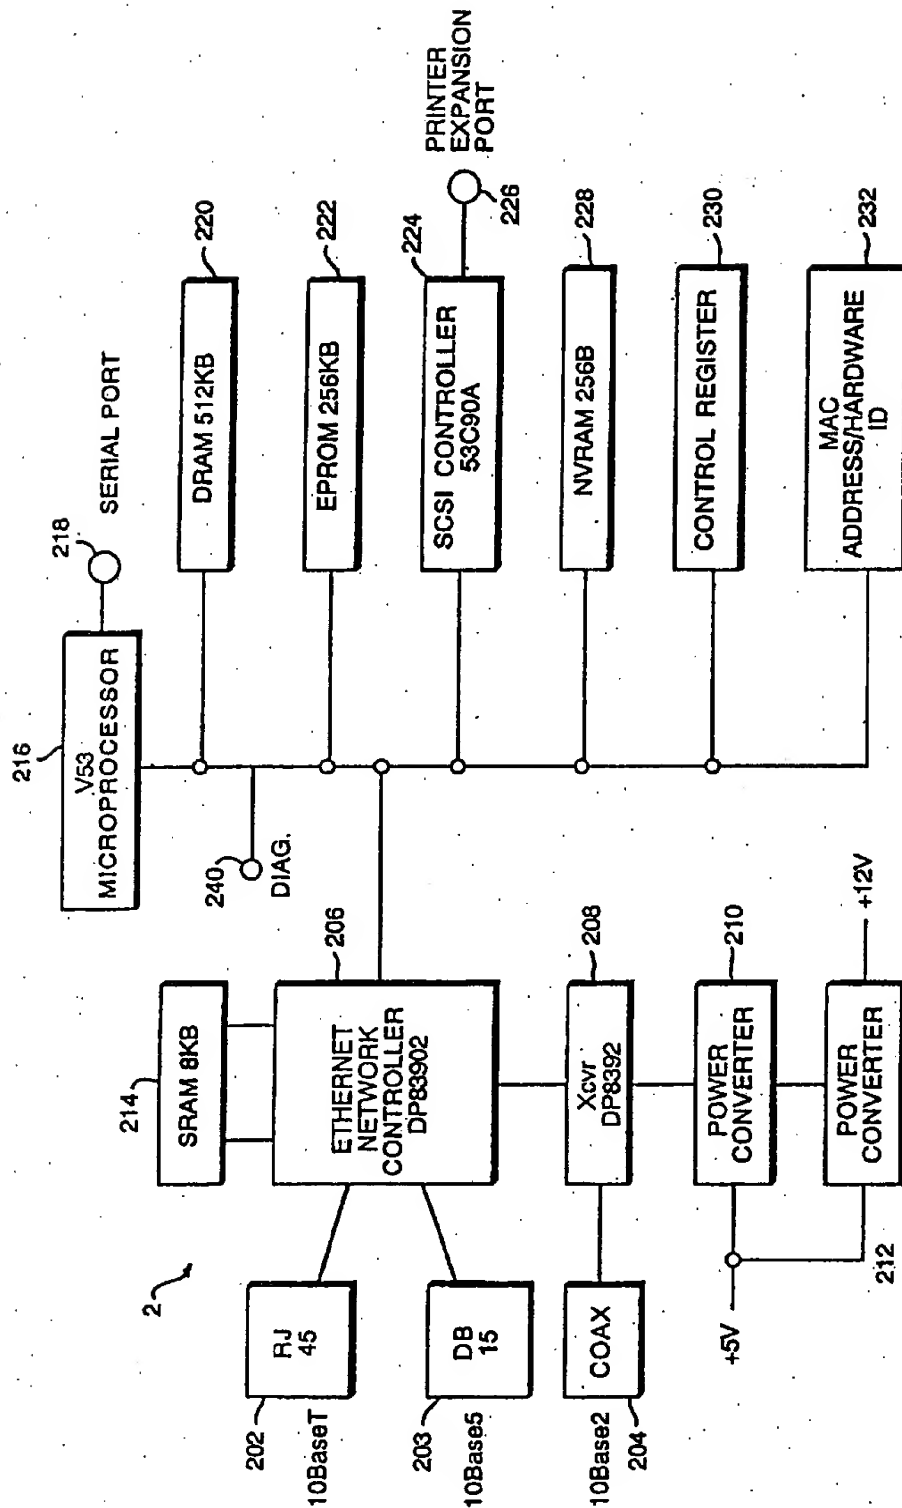 216
V53
MICROPROCESSOR
218
SERIAL PORT
240
DIAG.
DRAM 512KB
220
EPROM 256KB
222
SCSI CONTROLLER
53C90A
224
PRINTER
EXPANSION
PORT
226
NVRAM 256B
228
CONTROL REGISTER
230
MAC
ADDRESS/HARDWARE
ID
232
2
214
SRAM 8KB
ETHERNET
NETWORK
CONTROLLER
DP83902
206
RJ
45
202
10BaseT
DB
15
203
10Base5
COAX
10Base2
204
Xcvr
DP8392
208
POWER
CONVERTER
210
+5V
POWER
CONVERTER
212
+12V